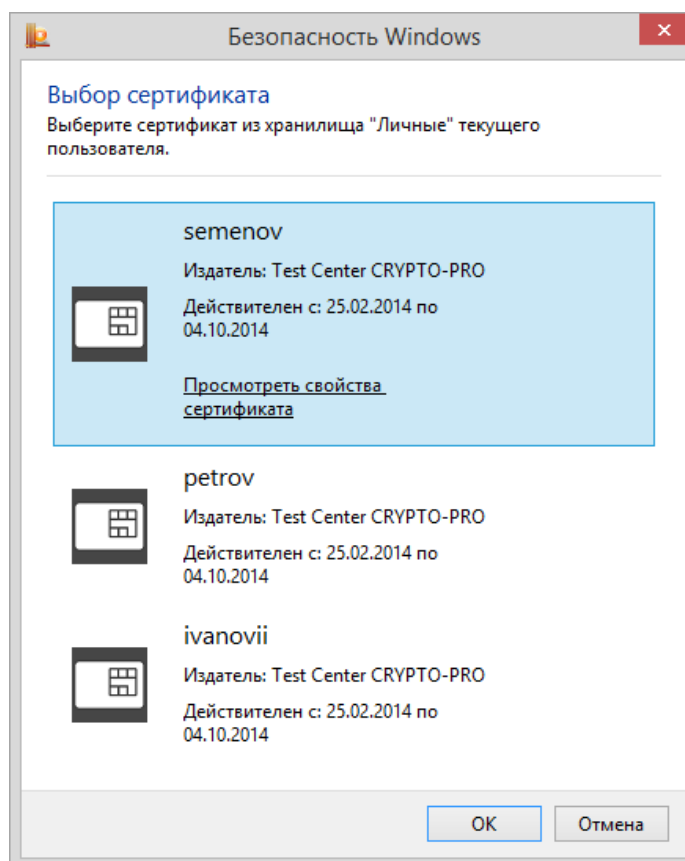 Безопасность Windows
Выбор сертификата
Выберите сертификат из хранилища "Личные" текущего
пользователя.
semenov
Издатель: Test Center CRYPTO-PRO
Действителен с: 25.02.2014 по
04.10.2014
Просмотреть свойства
сертификата
petrov
Издатель: Test Center CRYPTO-PRO
Действителен с: 25.02.2014 по
04.10.2014
ivanovii
Издатель: Test Center CRYPTO-PRO
Действителен с: 25.02.2014 по
04.10.2014
OK
Отмена